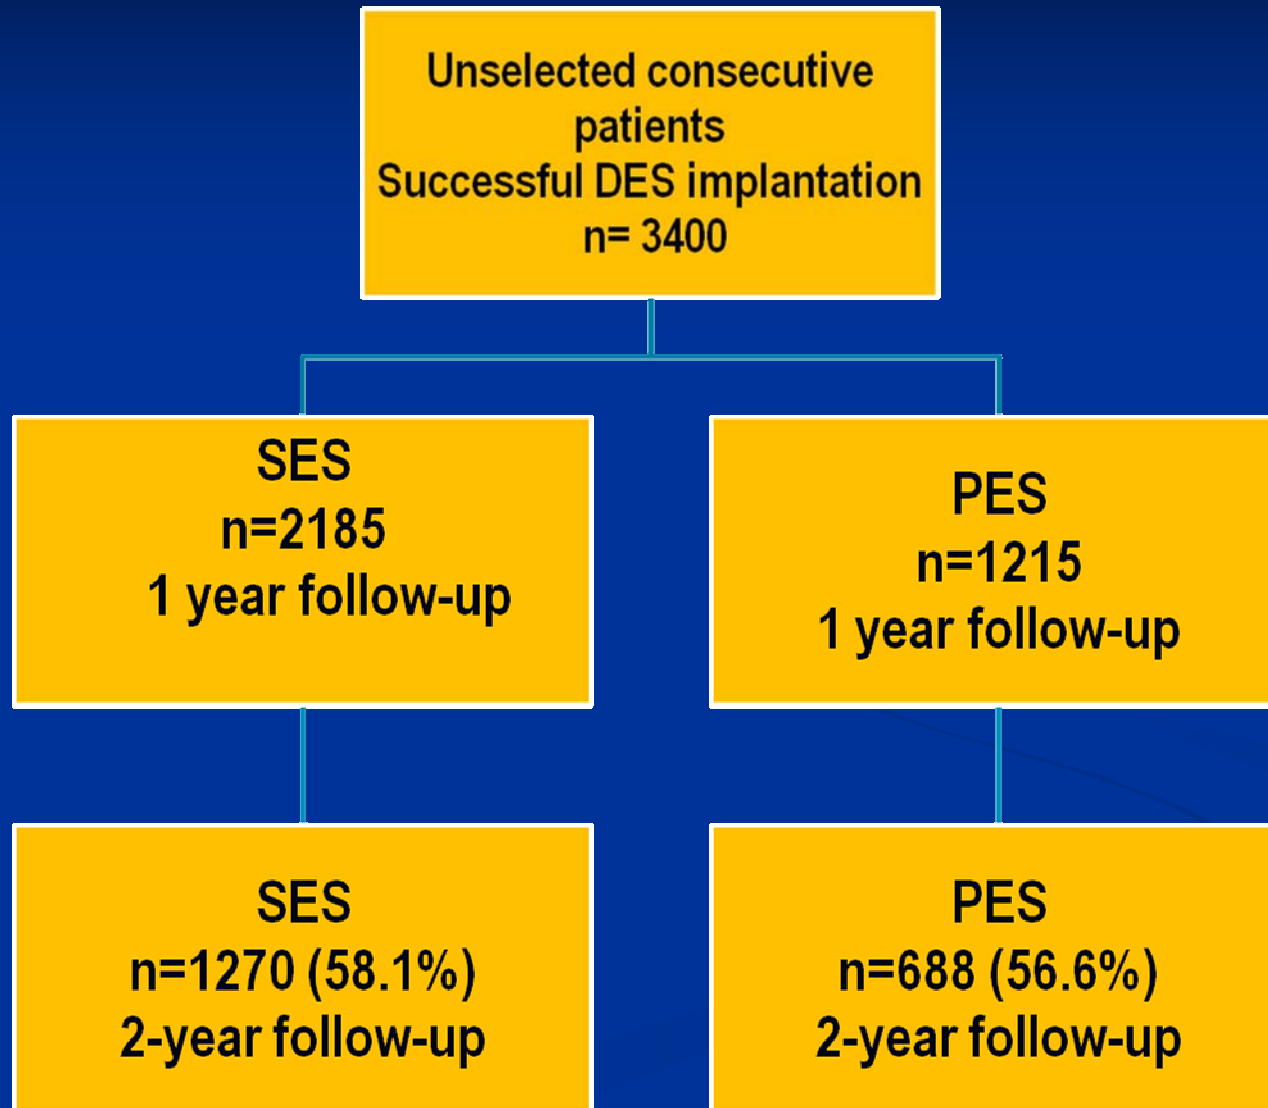 Unselected consecutive
patients
Successful DES implantation
n= 3400
SES
n=2185
1 year follow-up
PES
n=1215
1 year follow-up
SES
n=1270 (58.1%)
2-year follow-up
PES
n=688 (56.6%)
2-year follow-up